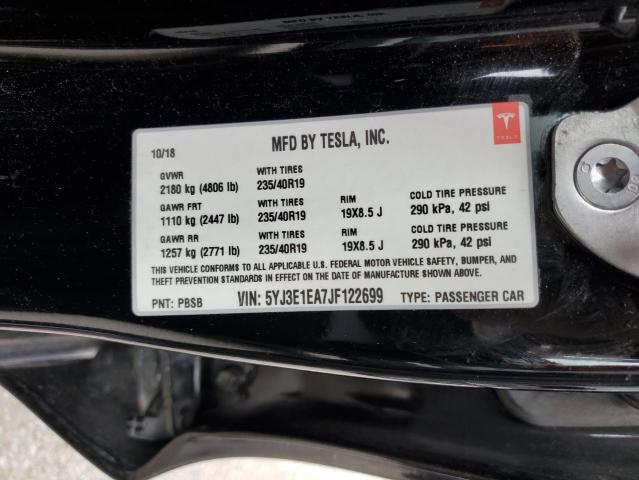 MFD BY TESLA, INC.
10/18
MFD BY TESLA, INC.
TESLA
GVWR
WITH TIRES
2180 kg (4806 lb)
235/40R19
GAWR FRT
WITH TIRES
RIM
COLD TIRE PRESSURE
1110 kg (2447 lb)
235/40R19
19X8.5 J
290 kPa, 42 psi
GAWR RR
WITH TIRES
RIM
COLD TIRE PRESSURE
1257 kg (2771 lb)
235/40R19
19X8.5 J
290 kPa, 42 psi
THIS VEHICLE CONFORMS TO ALL APPLICABLE U.S. FEDERAL MOTOR VEHICLE SAFETY, BUMPER, AND
THEFT PREVENTION STANDARDS IN EFFECT ON THE DATE OF MANUFACTURE SHOWN ABOVE.
PNT: PBSB
VIN: 5YJ3E1EA7JF122699
TYPE: PASSENGER CAR